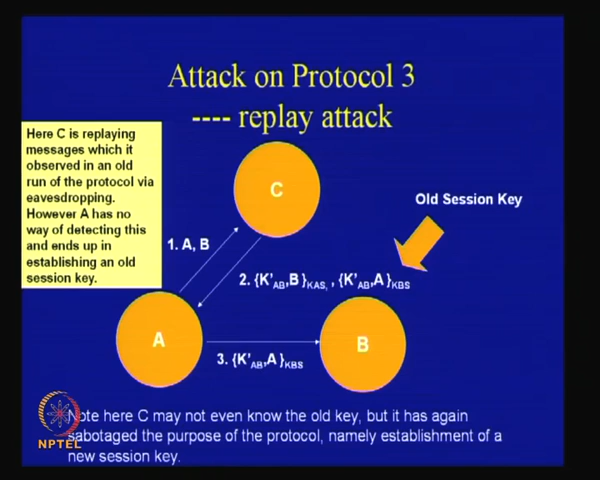 Attack on Protocol 3
---- replay attack
Here C is replaying
messages which it
observed in an old
run of the protocol via
eavesdropping.
However A has no
way of detecting this
and ends up in
establishing an old
session key.
C
Old Session Key
1. A, B
2. {K'AB,B}KAS, , {K'AB,A}KBS
A
B
3. {K'AB,A}KBS
Note here C may not even know the old key, but it has again
sabotaged the purpose of the protocol, namely establishment of a
new session key.
NPTEL